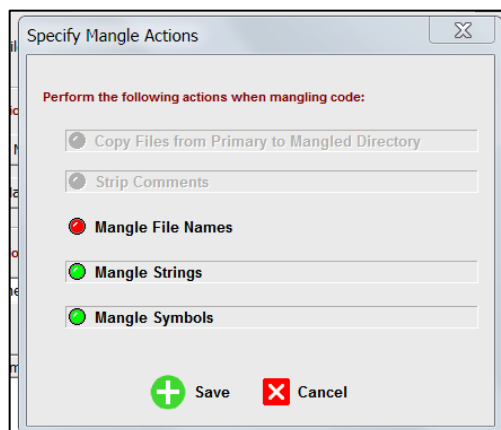 Specify Mangle Actions
Perform the following actions when mangling code:
Copy Files from Primary to Mangled Directory
Strip Comments
Mangle File Names
Mangle Strings
Mangle Symbols
Save Cancel